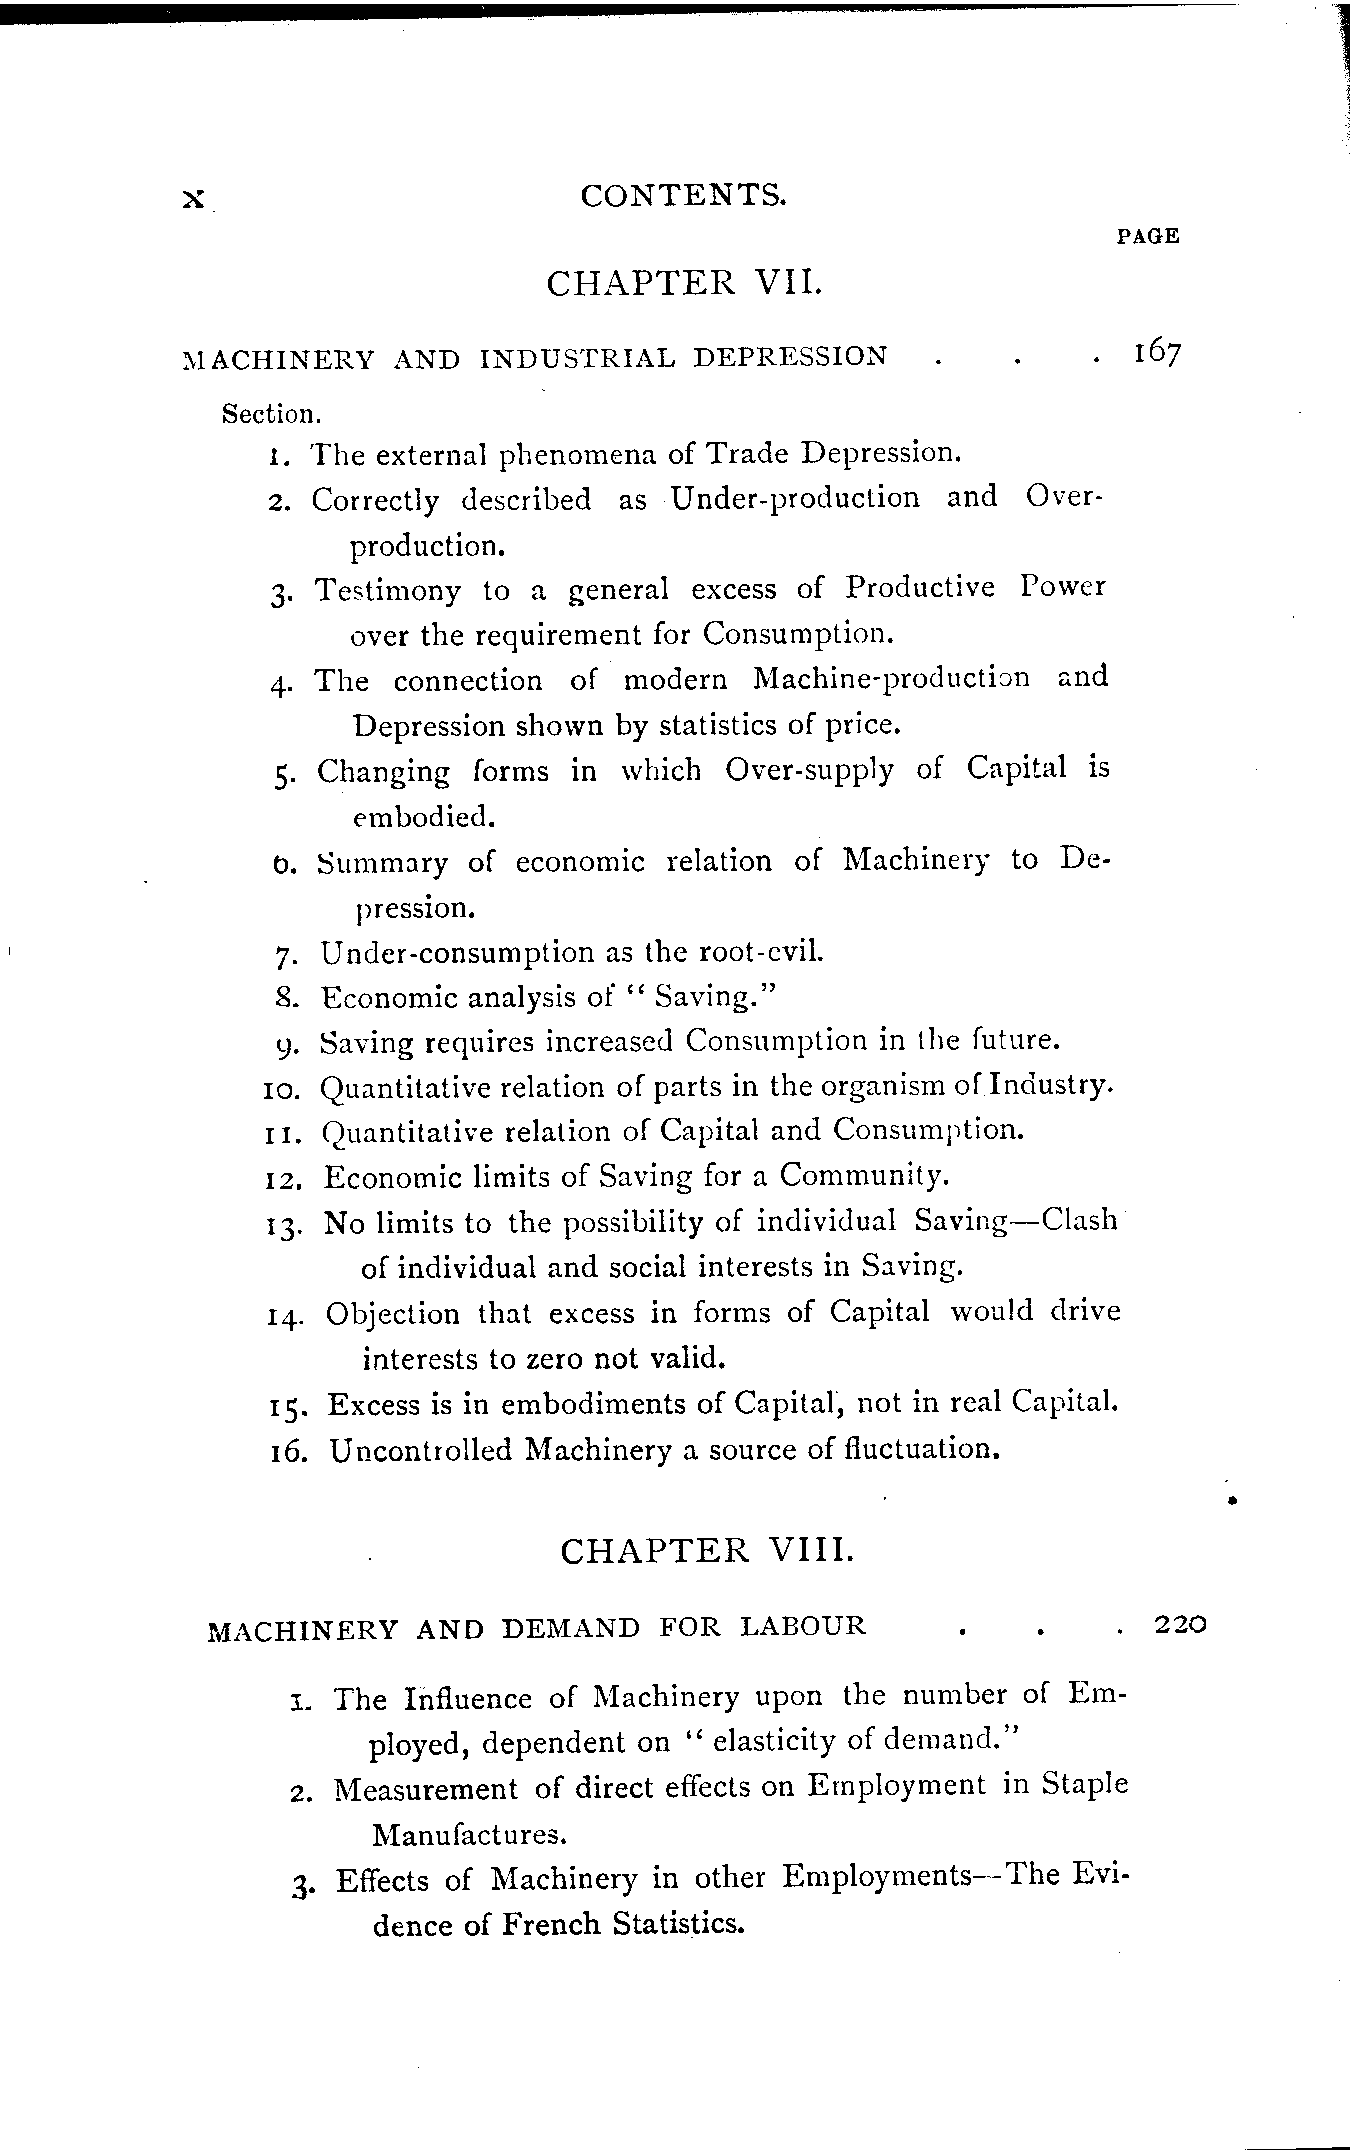 x CONTENTS.
PAGE
CHAPTER VII.
MACHINERY AND INDUSTRIAL DEPRESSION . . . 167
Section.
1. The external phenomena of Trade Depression.
2. Correctly described as Under-production and Over-
production.
3. Testimony to a general excess of Productive Power
over the requirement for Consumption.
4. The connection of modern Machine-production and
Depression shown by statistics of price.
5. Changing forms in which Over-supply of Capital is
embodied.
6. Summary of economic relation of Machinery to De-
pression.
7. Under-consumption as the root-evil.
8. Economic analysis of “ Saving.”
9. Saving requires increased Consumption in the future.
10. Quantitative relation of parts in the organism of Industry.
11. Quantitative relation of Capital and Consumption.
12. Economic limits of Saving for a Community.
13. No limits to the possibility of individual Saving—Clash
of individual and social interests in Saving.
14. Objection that excess in forms of Capital would drive
interests to zero not valid.
15. Excess is in embodiments of Capital, not in real Capital.
16. Uncontrolled Machinery a source of fluctuation.
CHAPTER VIII.
MACHINERY AND DEMAND FOR LABOUR . . . 220
1. The Influence of Machinery upon the number of Em-
ployed, dependent on “ elasticity of demand.”
2. Measurement of direct effects on Employment in Staple
Manufactures.
3. Effects of Machinery in other Employments—The Evi-
dence of French Statistics.